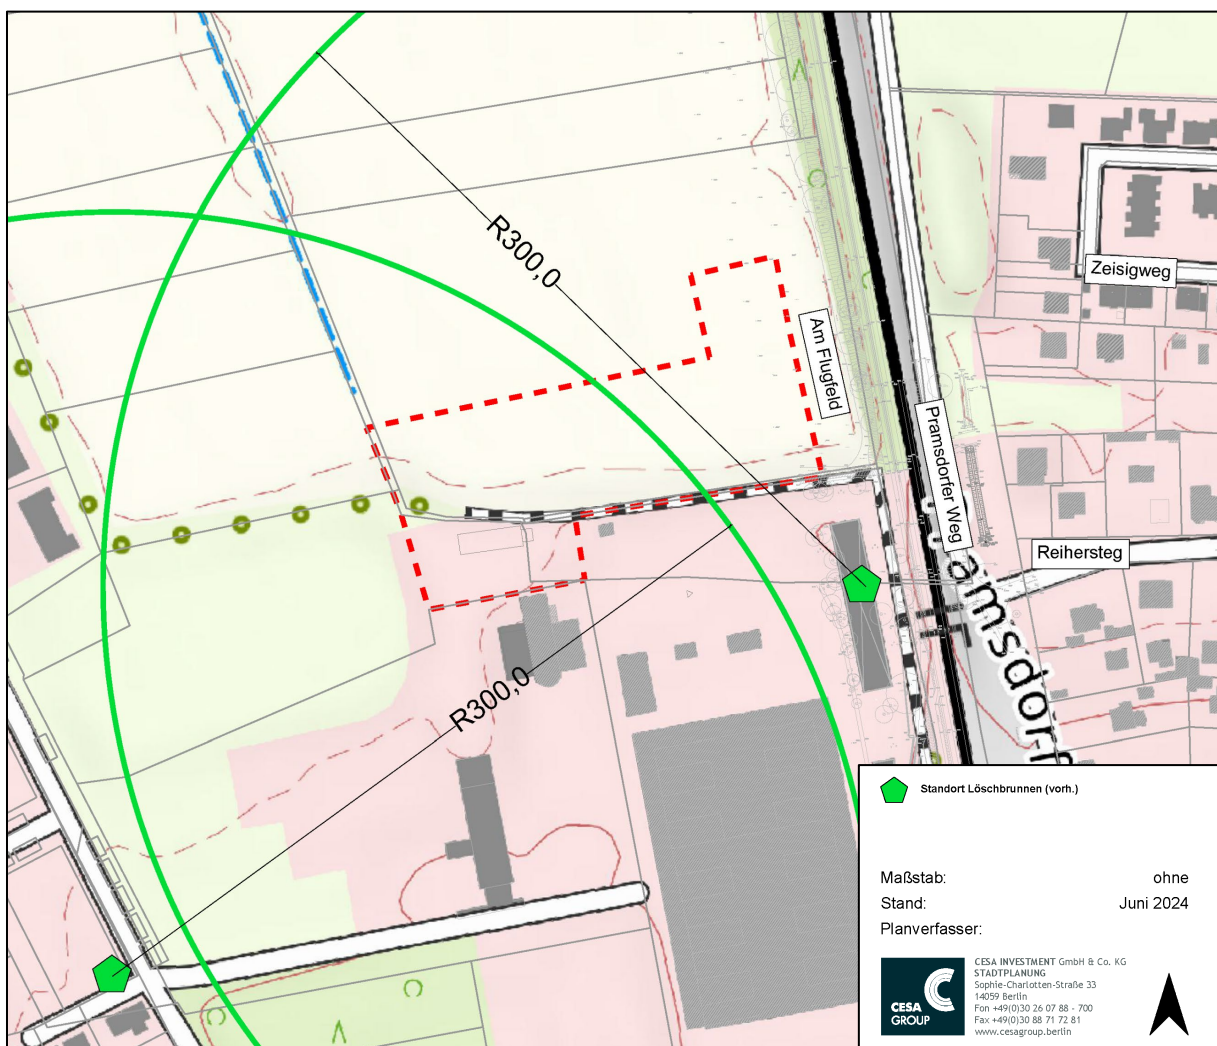 R300,0
Zeisigweg
Am Flugfeld
Pramsdorfer Weg
Reihersteg
R300,0
Standort Löschbrunnen (vorh.)
Maßstab: ohne
Stand: Juni 2024
Planverfasser:
CESA
GROUP
CESA INVESTMENT GmbH & Co. KG
STADTPLANUNG
Sophie-Charlotten-Straße 33
14059 Berlin
Fon +49(0)30 26 07 88 - 700
Fax +49(0)30 88 71 72 81
www.cesagroup.berlin